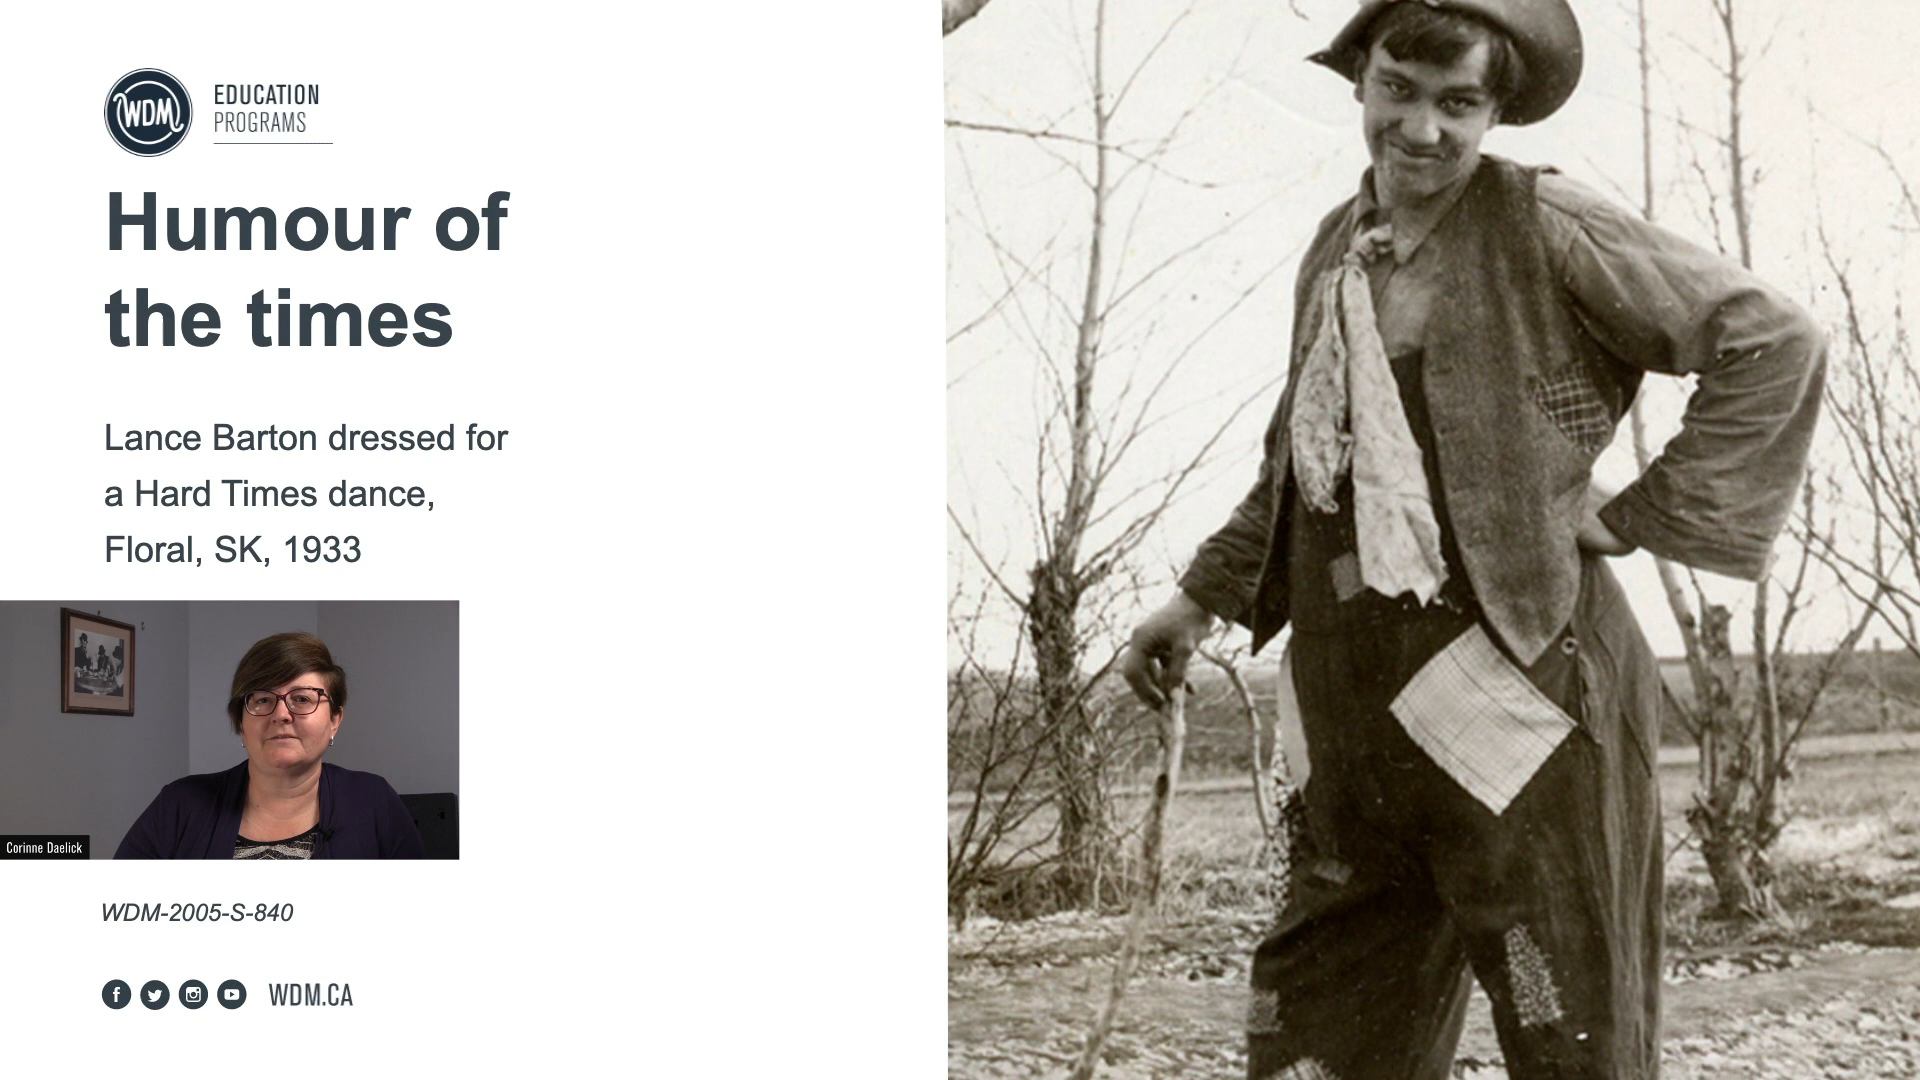 WDM
EDUCATION
PROGRAMS
Humour of
the times
Lance Barton dressed for
a Hard Times dance,
Floral, SK, 1933
Corinne Daelick
WDM-2005-S-840
WDM.CA